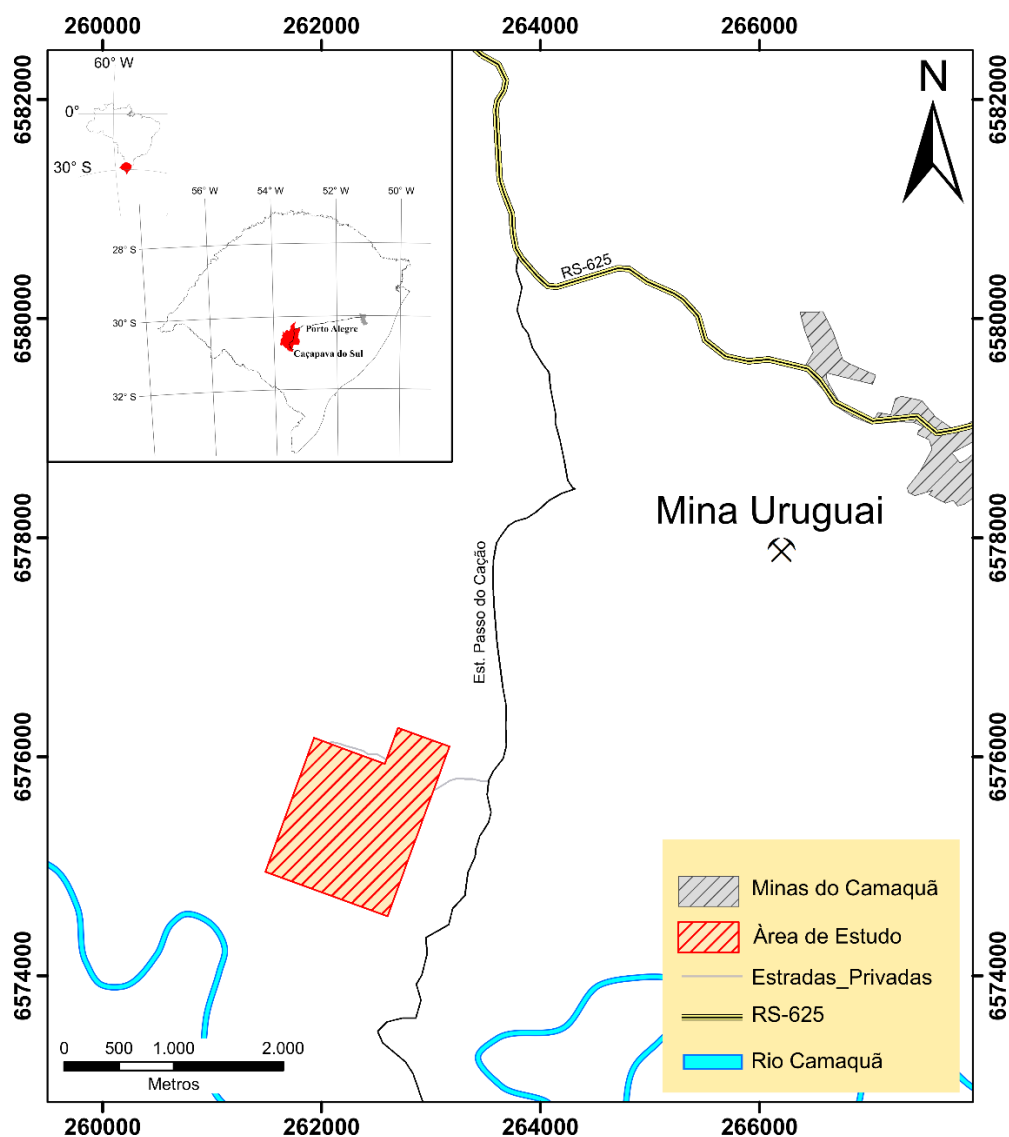 260000 262000 264000 266000
60° W
0°
30° S
56° W 54° W 52° W 50° W
28° S
30° S
32° S
Porto Alegre
Caçapava do Sul
N
6582000 6582000
RS-625
6580000 6580000
Mina Uruguai
6578000 6578000
Est. Passo do Cação
6576000 6576000
6574000 6574000
Minas do Camaquã
Àrea de Estudo
Estradas_Privadas
RS-625
Rio Camaquã
0 500 1.000 2.000
Metros
260000 262000 264000 266000